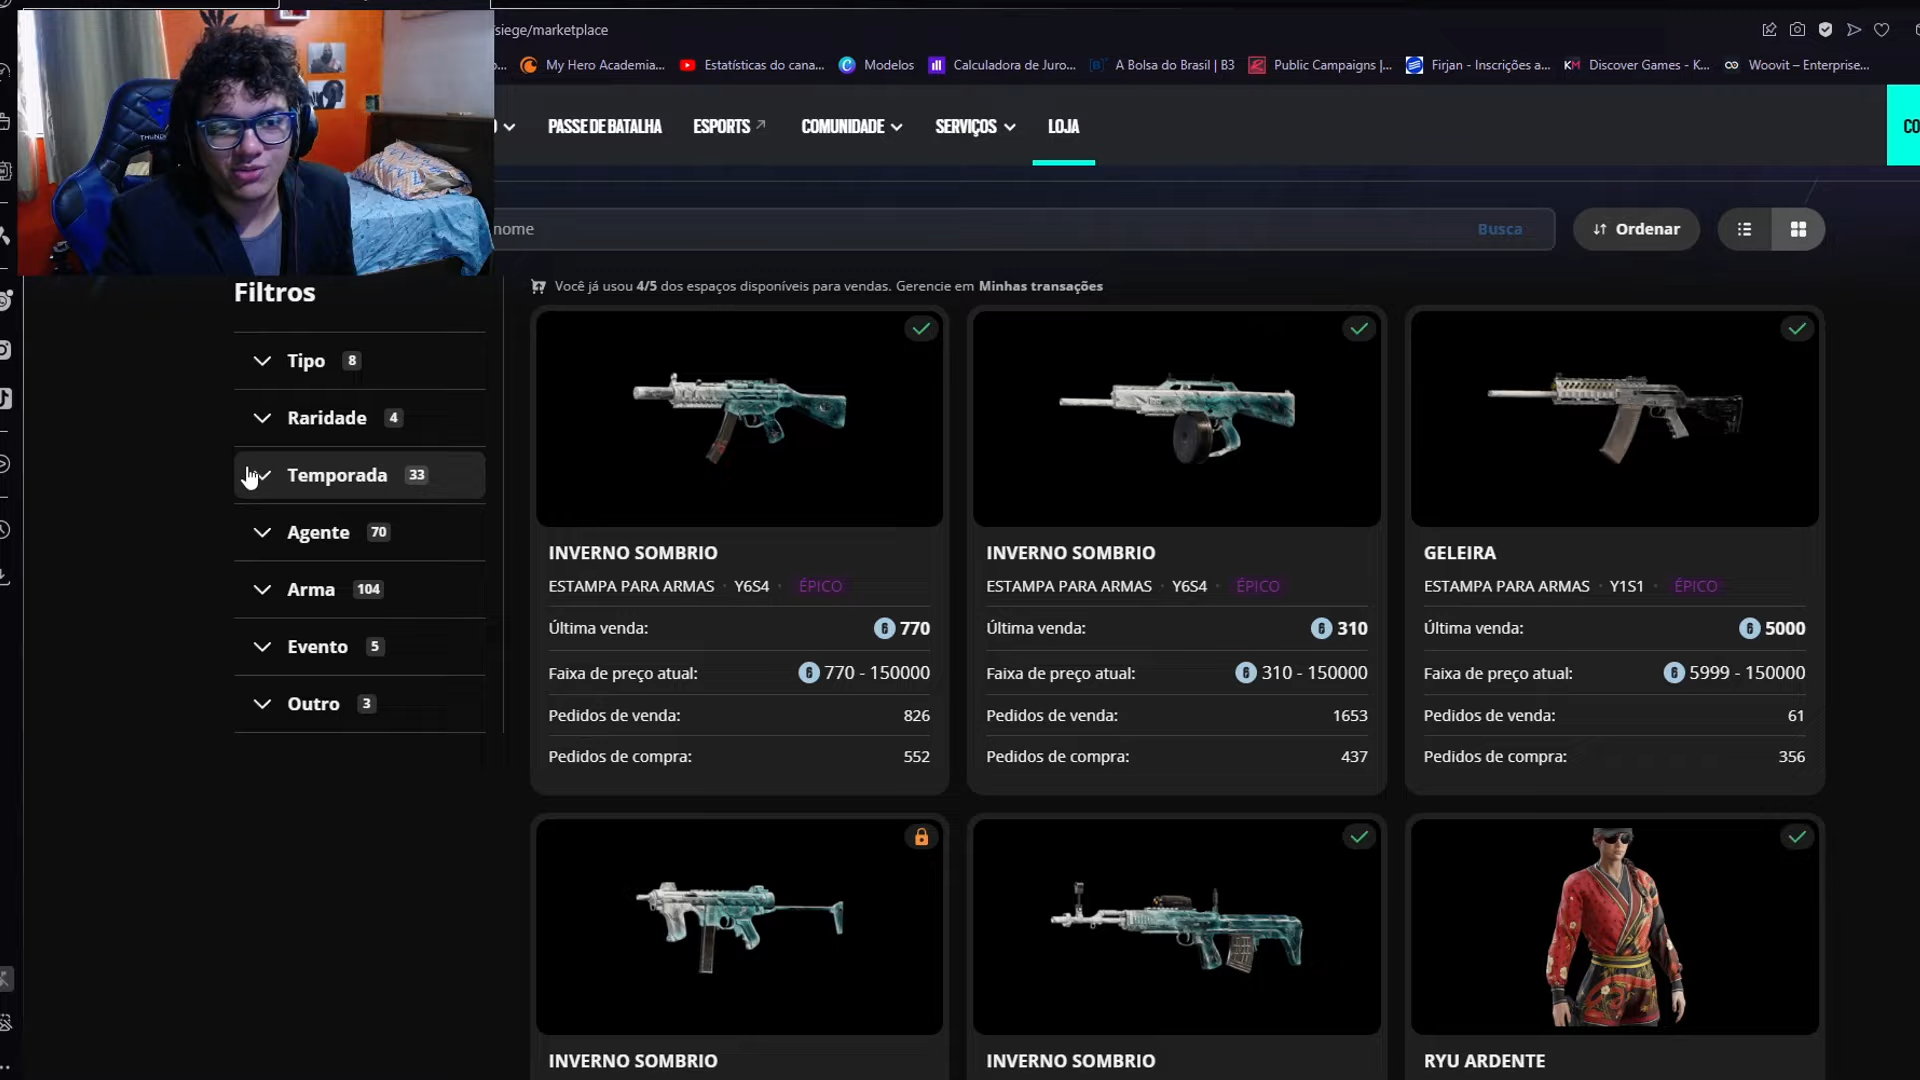 siege/marketplace
My Hero Academia...
Estatísticas do cana...
Modelos
Calculadora de Juro...
A Bolsa do Brasil | B3
Public Campaigns |...
Firjan - Inscrições a...
KM Discover Games - K...
Woovit – Enterprise...
PASSE DE BATALHA
ESPORTS
COMUNIDADE
SERVIÇOS
LOJA
CO
nome
Busca
Ordenar
Filtros
Você já usou 4/5 dos espaços disponíveis para vendas. Gerencie em Minhas transações
Tipo 8
Raridade 4
Temporada 33
Agente 70
Arma 104
Evento 5
Outro 3
INVERNO SOMBRIO
ESTAMPA PARA ARMAS · Y6S4 · ÉPICO
Última venda: 770
Faixa de preço atual: 770 - 150000
Pedidos de venda: 826
Pedidos de compra: 552
INVERNO SOMBRIO
ESTAMPA PARA ARMAS · Y6S4 · ÉPICO
Última venda: 310
Faixa de preço atual: 310 - 150000
Pedidos de venda: 1653
Pedidos de compra: 437
GELEIRA
ESTAMPA PARA ARMAS · Y1S1 · ÉPICO
Última venda: 5000
Faixa de preço atual: 5999 - 150000
Pedidos de venda: 61
Pedidos de compra: 356
INVERNO SOMBRIO
INVERNO SOMBRIO
RYU ARDENTE